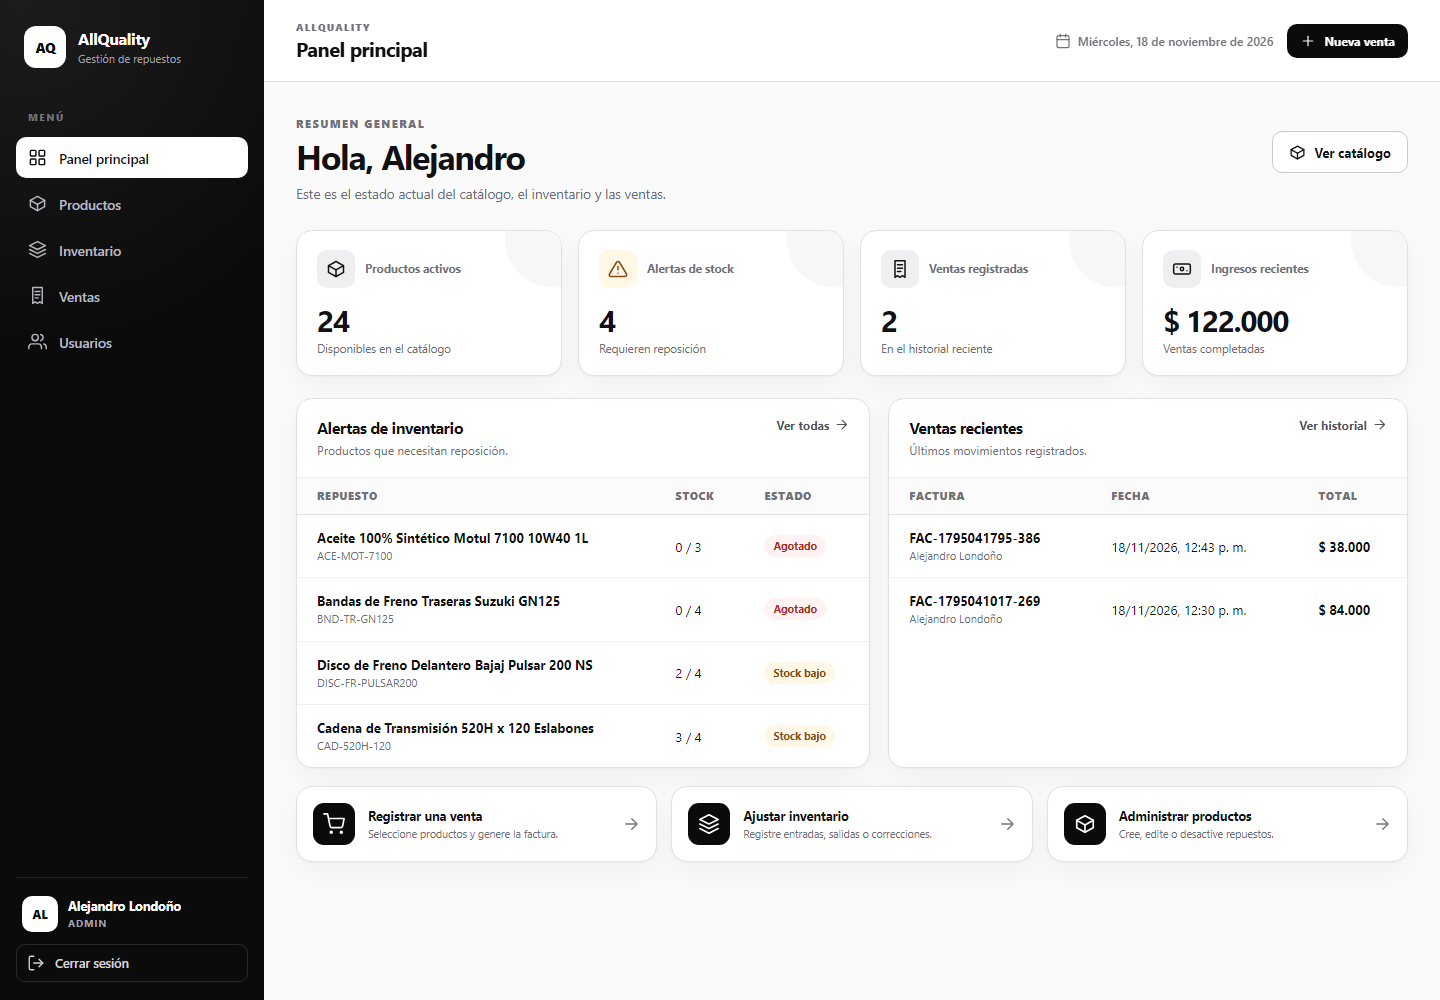 AQ
AllQuality
Gestión de repuestos
MENÚ
Panel principal
Productos
Inventario
Ventas
Usuarios
AL
Alejandro Londoño
ADMIN
Cerrar sesión
ALLQUALITY
Panel principal
Miércoles, 18 de noviembre de 2026
Nueva venta
RESUMEN GENERAL
Hola, Alejandro
Este es el estado actual del catálogo, el inventario y las ventas.
Ver catálogo
Productos activos
24
Disponibles en el catálogo
Alertas de stock
4
Requieren reposición
Ventas registradas
2
En el historial reciente
Ingresos recientes
$ 122.000
Ventas completadas
Alertas de inventario
Ver todas
Productos que necesitan reposición.
REPUESTO STOCK ESTADO
Aceite 100% Sintético Motul 7100 10W40 1L
ACE-MOT-7100
0 / 3
Agotado
Bandas de Freno Traseras Suzuki GN125
BND-TR-GN125
0 / 4
Agotado
Disco de Freno Delantero Bajaj Pulsar 200 NS
DISC-FR-PULSAR200
2 / 4
Stock bajo
Cadena de Transmisión 520H x 120 Eslabones
CAD-520H-120
3 / 4
Stock bajo
Ventas recientes
Ver historial
Últimos movimientos registrados.
FACTURA FECHA TOTAL
FAC-1795041795-386
Alejandro Londoño
18/11/2026, 12:43 p. m.
$ 38.000
FAC-1795041017-269
Alejandro Londoño
18/11/2026, 12:30 p. m.
$ 84.000
Registrar una venta
Seleccione productos y genere la factura.
Ajustar inventario
Registre entradas, salidas o correcciones.
Administrar productos
Cree, edite o desactive repuestos.